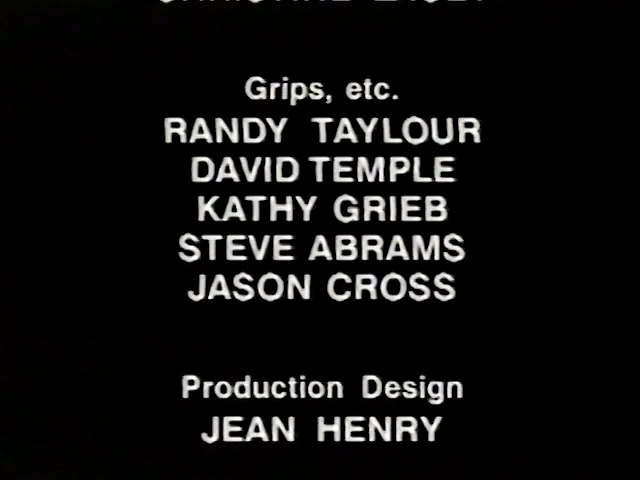 Grips, etc.
RANDY TAYLOUR
DAVID TEMPLE
KATHY GRIEB
STEVE ABRAMS
JASON CROSS
Production Design
JEAN HENRY